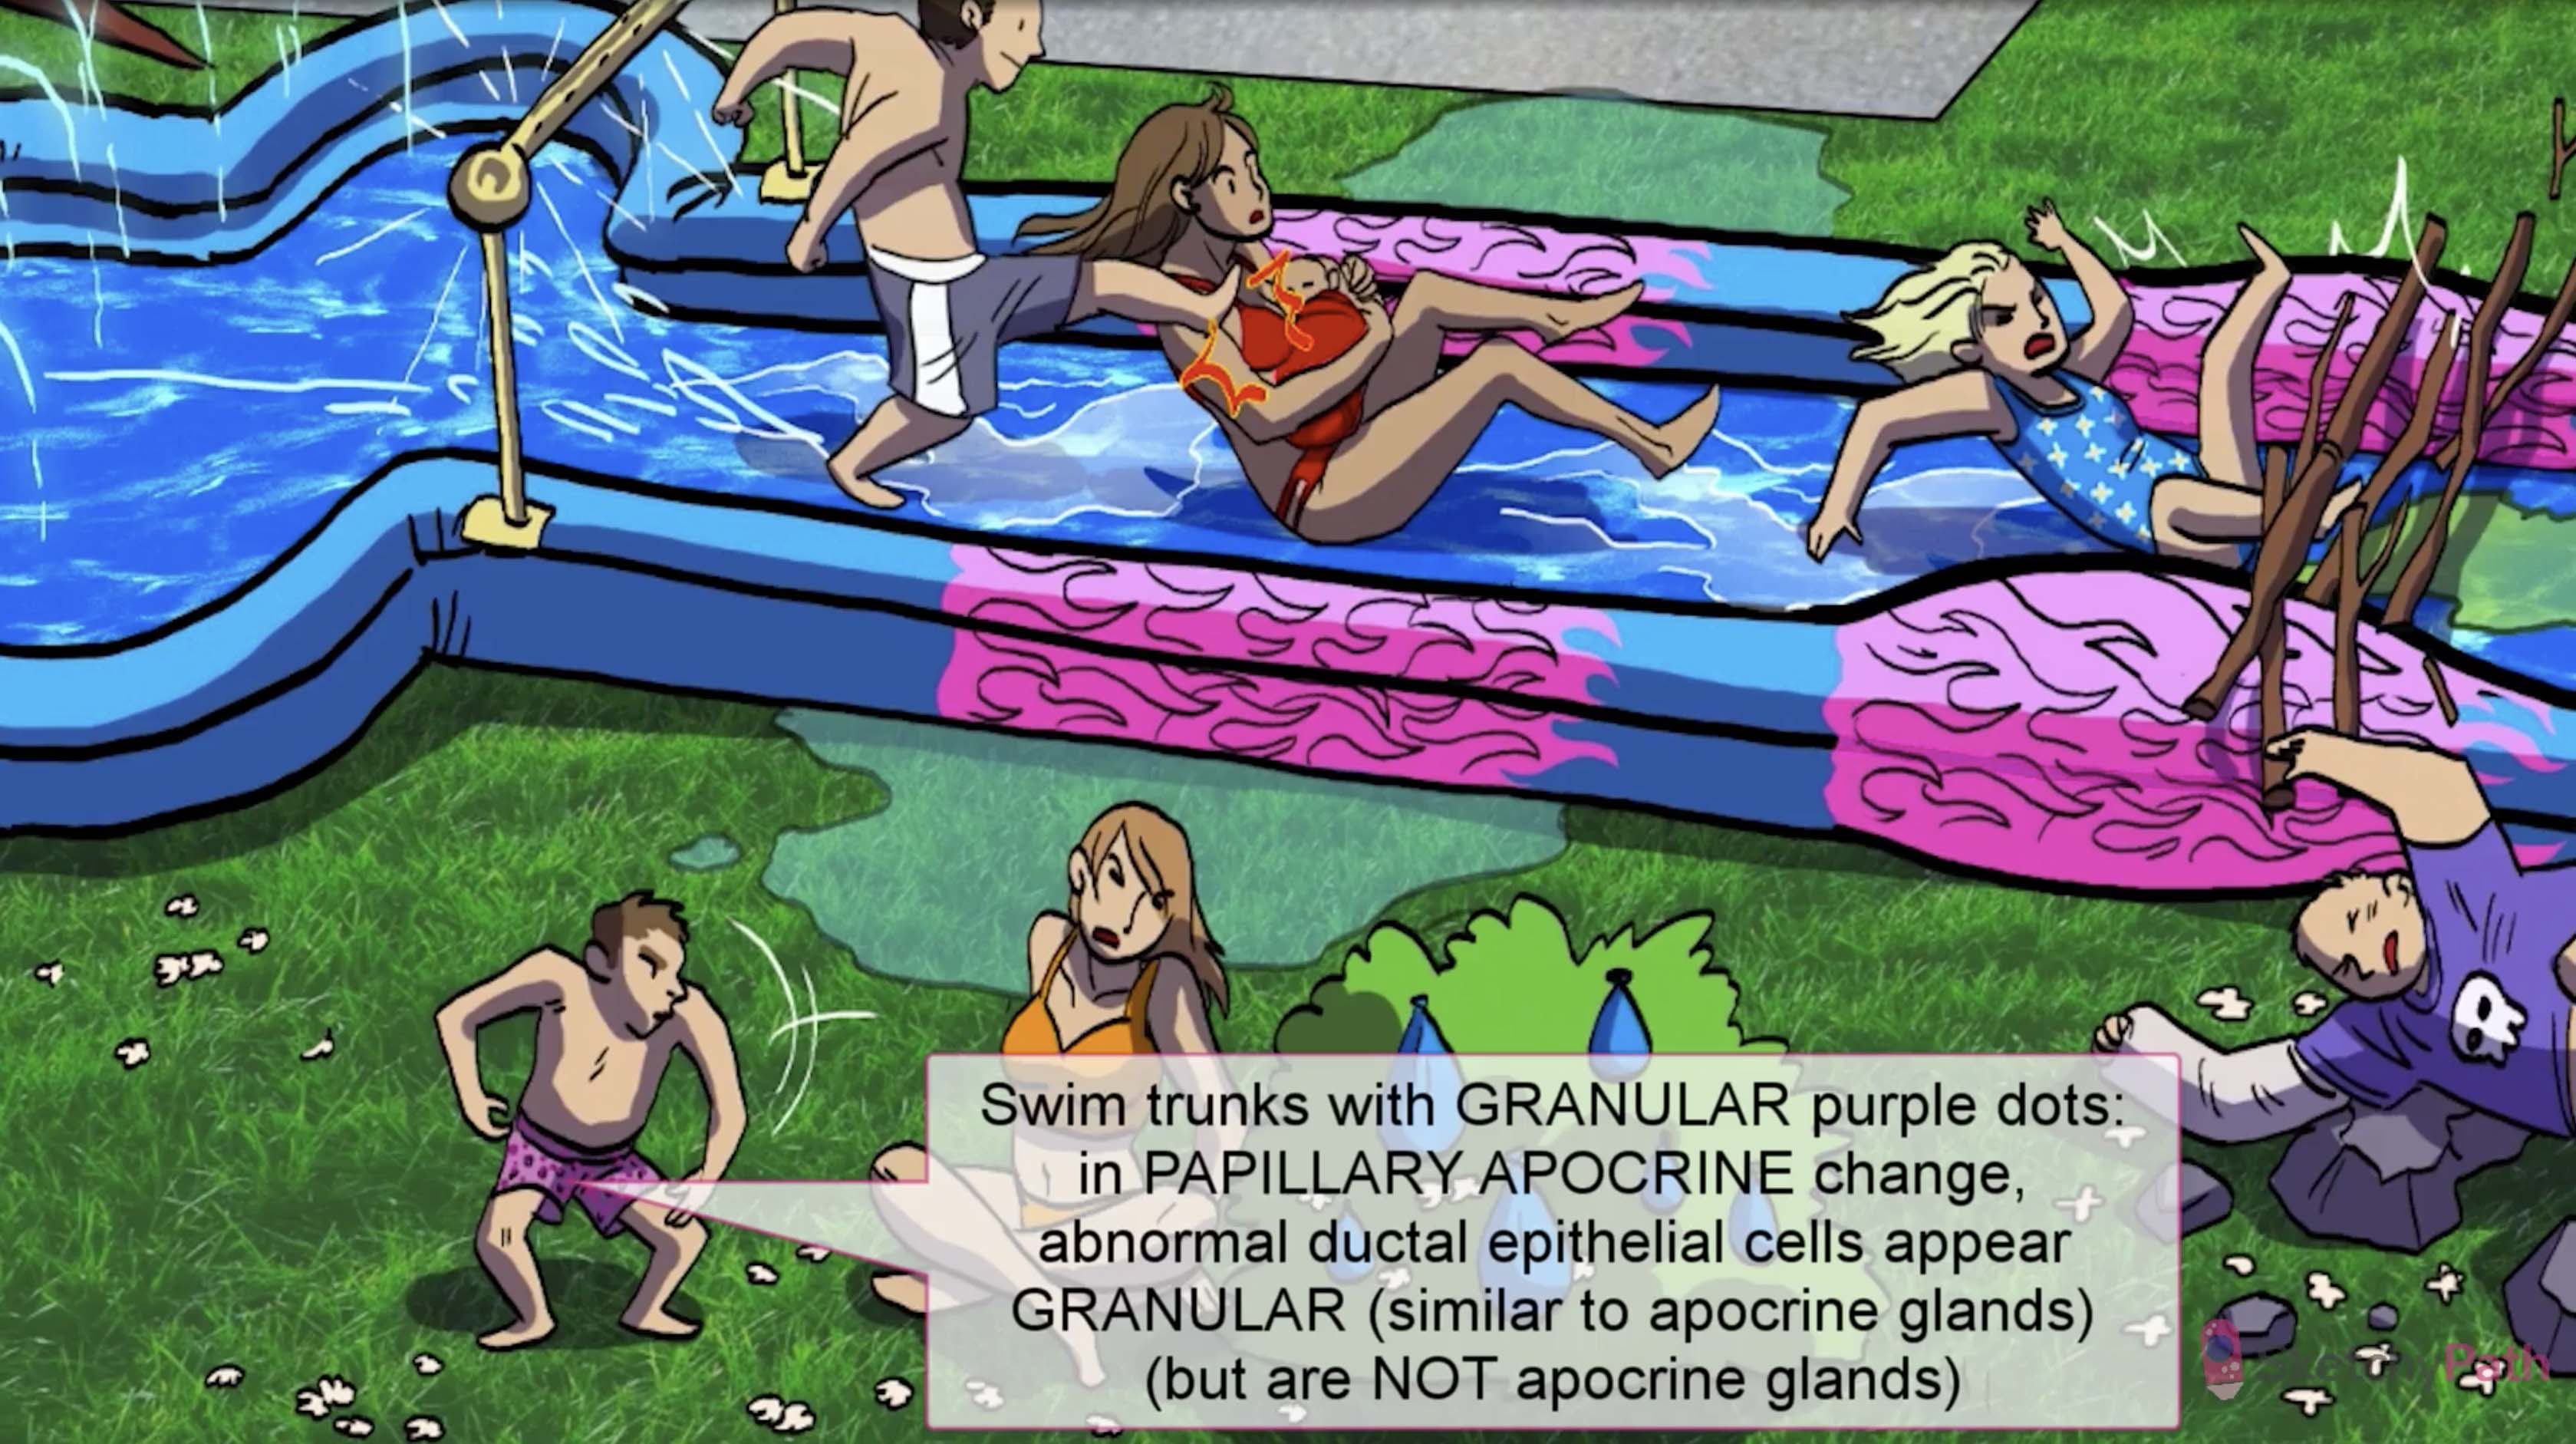 Swim trunks with GRANULAR purple dots:
in PAPILLARY APOCRINE change,
abnormal ductal epithelial cells appear
GRANULAR (similar to apocrine glands)
(but are NOT apocrine glands)
Path